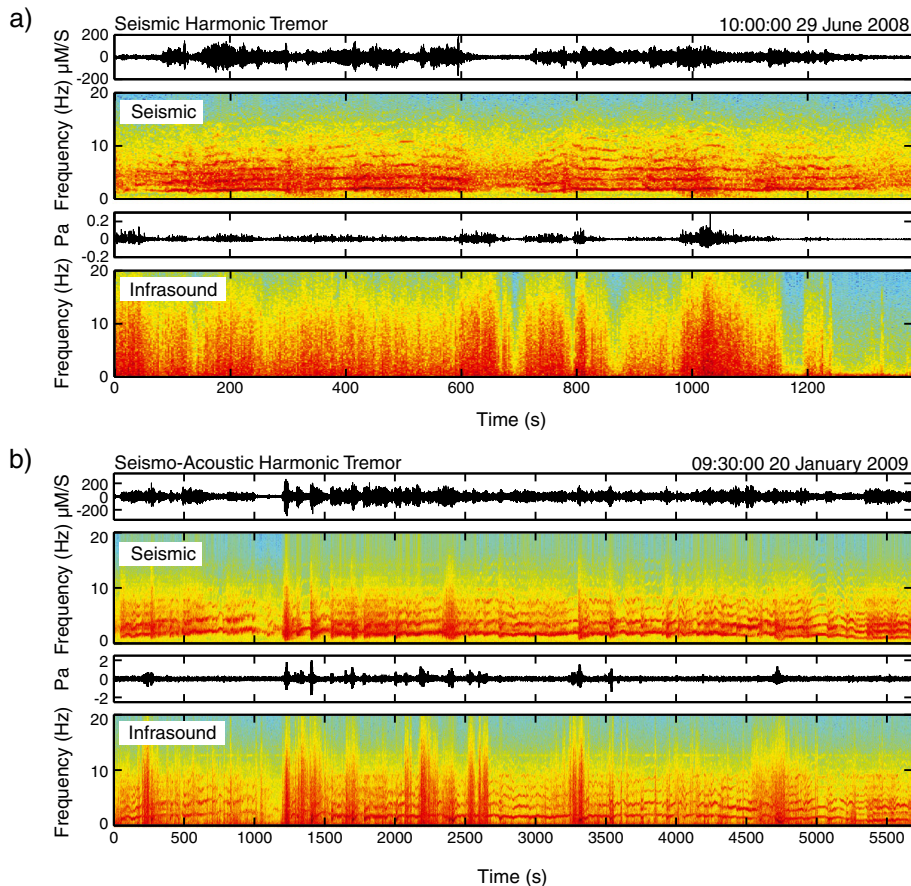 a)
Seismic Harmonic Tremor 10:00:00 29 June 2008
200
0
-200
µM/S
20
10
0
Frequency (Hz)
Seismic
0.2
0
-0.2
Pa
20
10
0
Frequency (Hz)
Infrasound
0 200 400 600 800 1000 1200
Time (s)
b)
Seismo-Acoustic Harmonic Tremor 09:30:00 20 January 2009
200
0
-200
µM/S
20
10
0
Frequency (Hz)
Seismic
2
0
-2
Pa
20
10
0
Frequency (Hz)
Infrasound
0 500 1000 1500 2000 2500 3000 3500 4000 4500 5000 5500
Time (s)